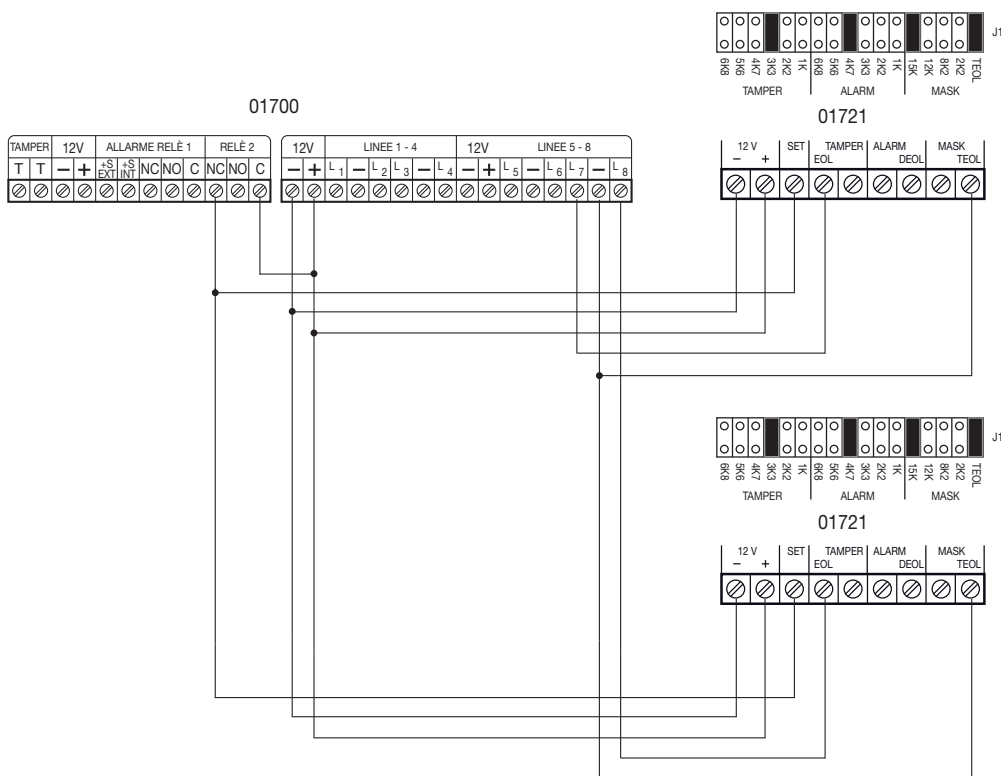 J1
6K8 5K6 4K7 3K3 2K2 1K 6K8 5K6 4K7 3K3 2K2 1K 15K 12K 8K2 2K2 TEOL
TAMPER ALARM MASK
01721
01700
TAMPER 12V ALLARME RELÈ 1 RELÈ 2
T T − + +S EXT +S INT NC NO C NC NO C
12V LINEE 1 - 4 12V LINEE 5 - 8
− + L1 − L2 L3 − L4 − + L5 − L6 L7 − L8
12 V SET TAMPER ALARM MASK
− + EOL DEOL TEOL
J1
6K8 5K6 4K7 3K3 2K2 1K 6K8 5K6 4K7 3K3 2K2 1K 15K 12K 8K2 2K2 TEOL
TAMPER ALARM MASK
01721
12 V SET TAMPER ALARM MASK
− + EOL DEOL TEOL